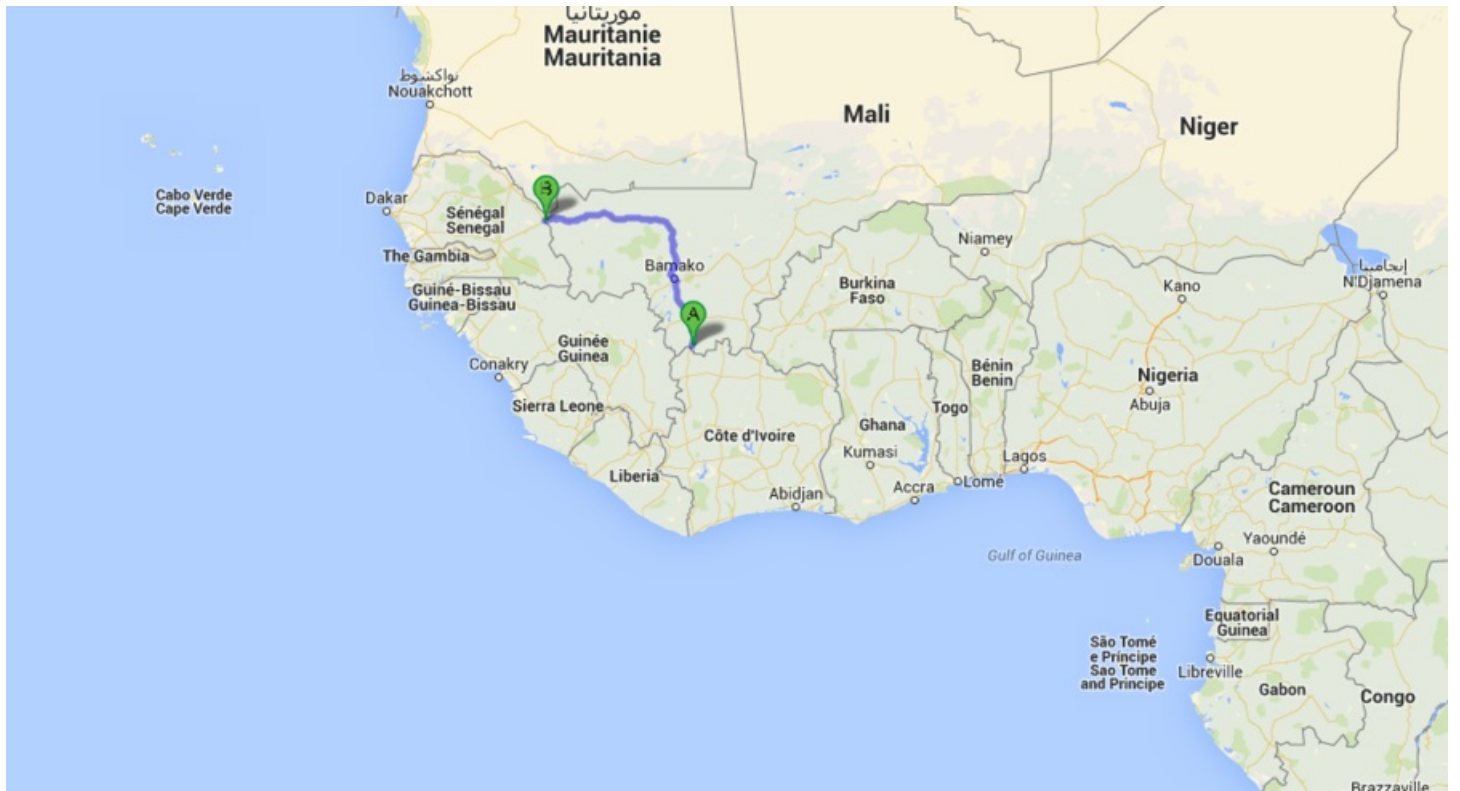 موريتانيا
Mauritanie
Mauritania
نواكشوط
Nouakchott
Mali
Niger
Cabo Verde
Cape Verde
Dakar
B
Sénégal
Senegal
The Gambia
Niamey
Bamako
إنجامينا
N'Djamena
Guiné-Bissau
Guinea-Bissau
Burkina
Faso
Kano
A
Guinée
Guinea
Conakry
Bénin
Benin
Nigeria
Abuja
Sierra Leone
Togo
Côte d'Ivoire
Ghana
Kumasi
Lagos
Liberia
Abidjan
Accra
Lomé
Cameroun
Cameroon
Gulf of Guinea
Yaoundé
Douala
Equatorial
Guinea
São Tomé
e Príncipe
Sao Tome
and Principe
Libreville
Gabon
Congo
Brazzaville